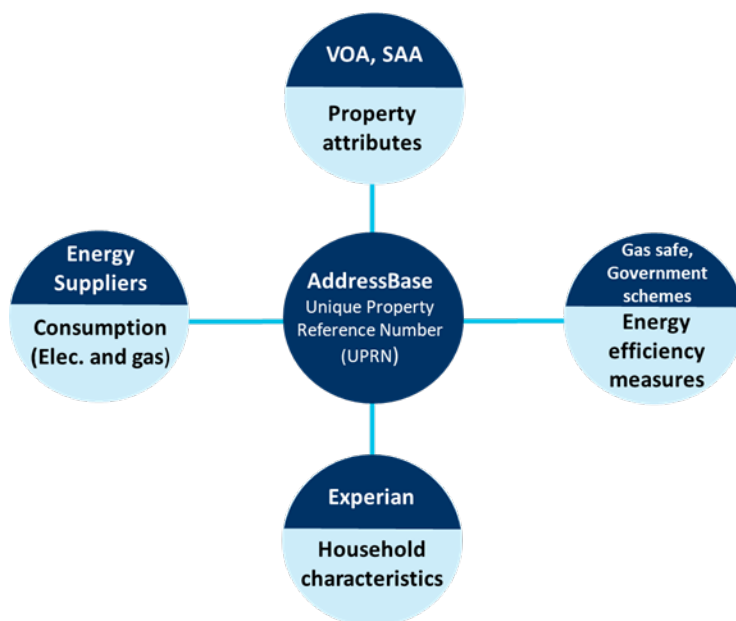 VOA, SAA
Property
attributes
Energy
Suppliers
Consumption
(Elec. and gas)
AddressBase
Unique Property
Reference Number
(UPRN)
Gas safe,
Government
schemes
Energy
efficiency
measures
Experian
Household
characteristics